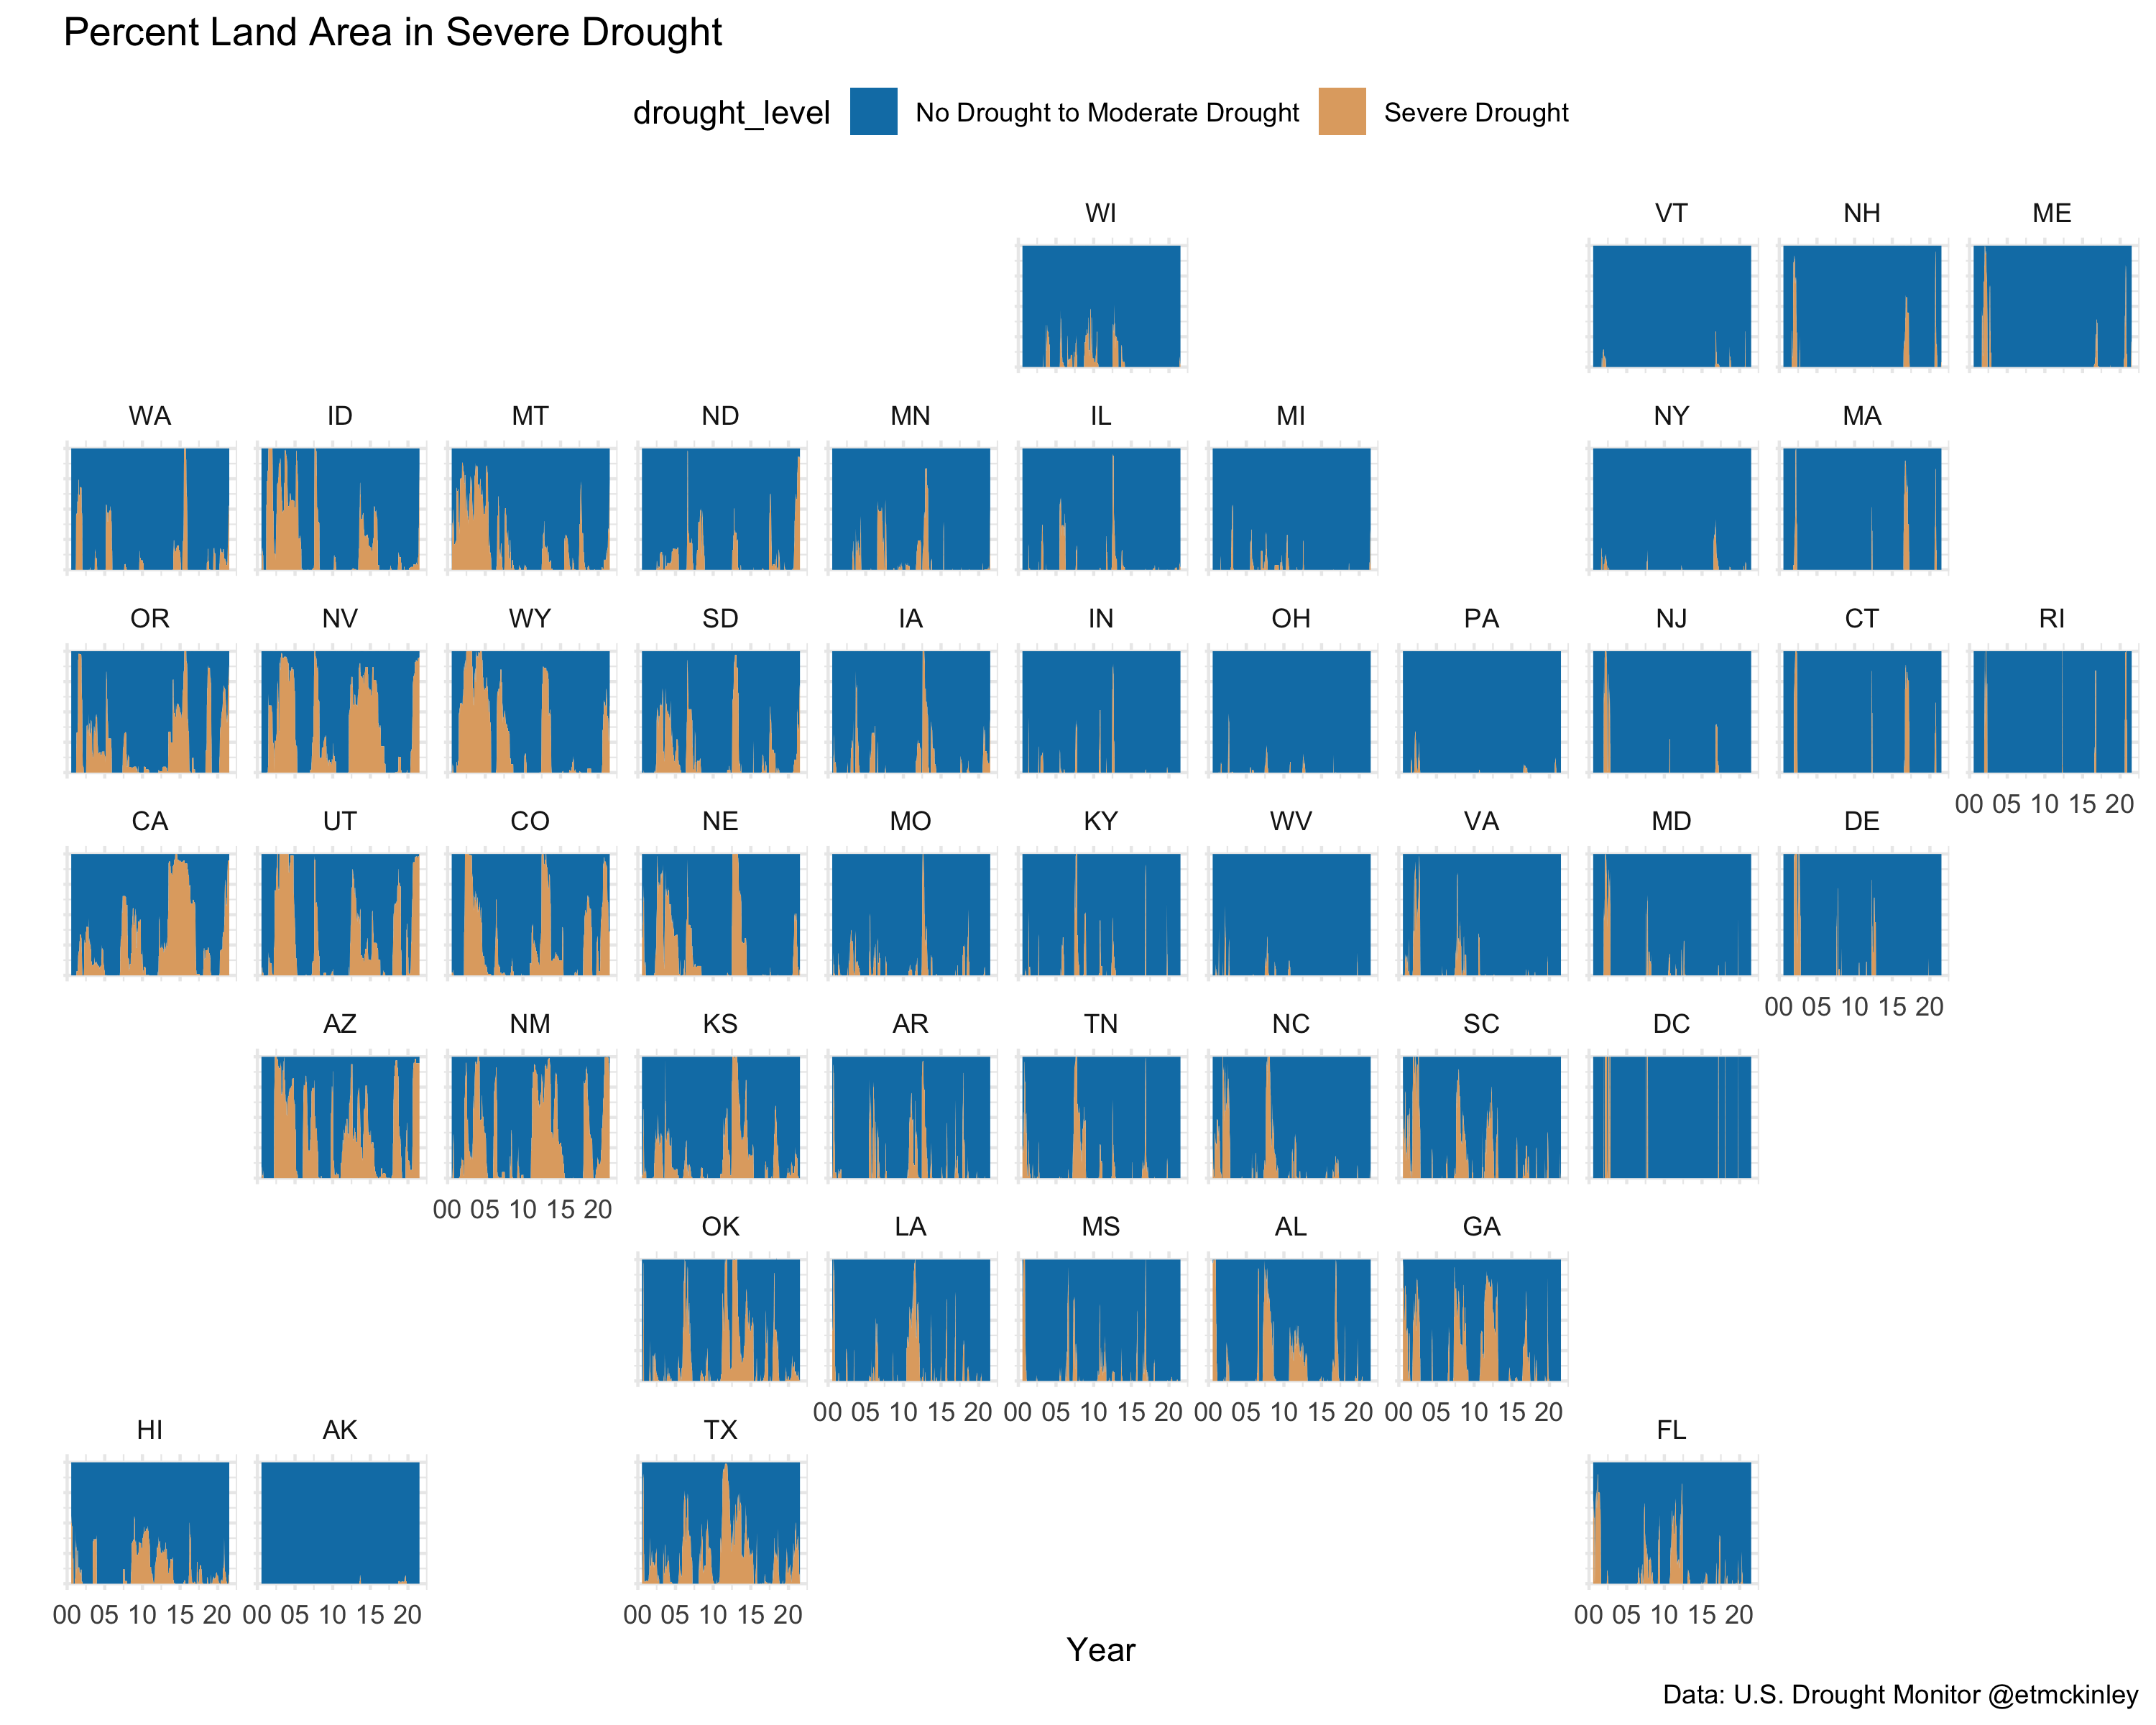 Percent Land Area in Severe Drought
drought_level No Drought to Moderate Drought Severe Drought
WI VT NH ME
WA ID MT ND MN IL MI NY MA
OR NV WY SD IA IN OH PA NJ CT RI
00 05 10 15 20
CA UT CO NE MO KY WV VA MD DE
00 05 10 15 20
AZ NM KS AR TN NC SC DC
00 05 10 15 20
OK LA MS AL GA
00 05 10 15 20 00 05 10 15 20 00 05 10 15 20 00 05 10 15 20
HI AK TX FL
00 05 10 15 20 00 05 10 15 20 00 05 10 15 20 00 05 10 15 20
Year
Data: U.S. Drought Monitor @etmckinley